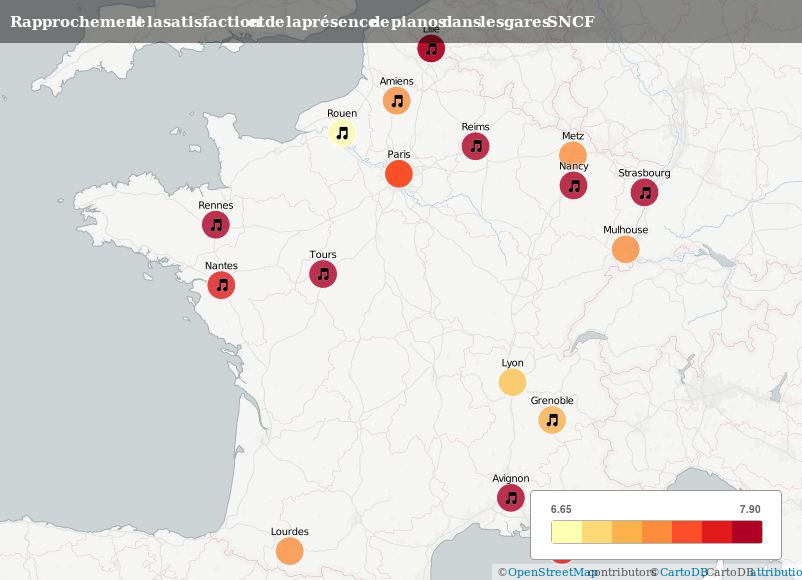 Rapprochement de la satisfaction et de la présence de pianos dans les gares SNCF
Lille
Amiens
Rouen
Reims
Metz
Paris
Nancy
Strasbourg
Rennes
Mulhouse
Tours
Nantes
Lyon
Grenoble
Avignon
6.65 7.90
Lourdes
© OpenStreetMap contributors © CartoDB, CartoDB attribution